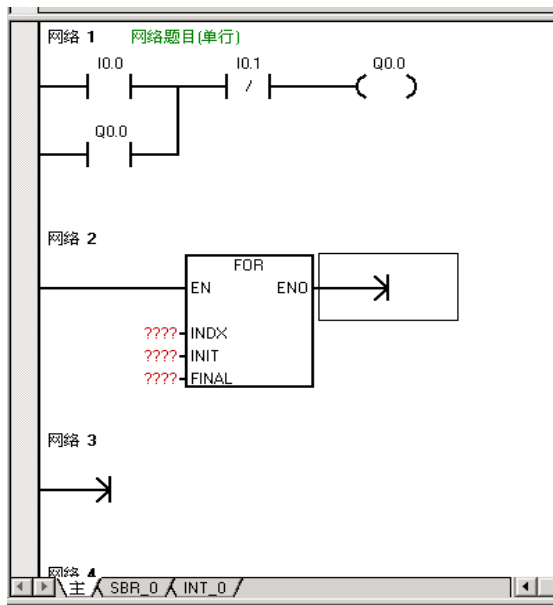 网络 1 网络题目(单行)
I0.0 I0.1 Q0.0
/
Q0.0
网络 2
FOR
EN ENO
???? INDX
???? INIT
???? FINAL
网络 3
网络 4
主 SBR_0 INT_0